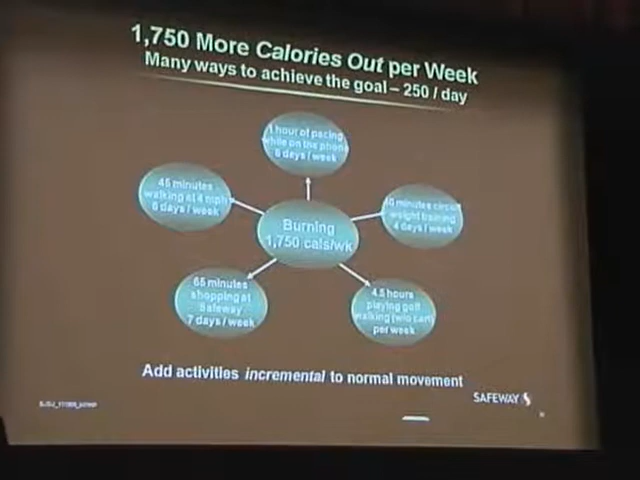 1,750 More Calories Out per Week
Many ways to achieve the goal – 250 / day
1 hour of pacing
while on the phone
6 days / week
45 minutes
walking at 4 mph
6 days / week
Burning
1,750 cals/wk
minutes circuit
weight training
4 days / week
65 minutes
shopping at
Safeway
7 days / week
4.5 hours
playing golf
walking (w/o cart)
per week
Add activities incremental to normal movement
SAFEWAY